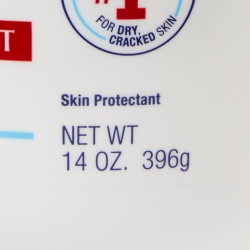 #1
FOR DRY,
CRACKED SKIN
T
Skin Protectant
NET WT
14 OZ. 396g